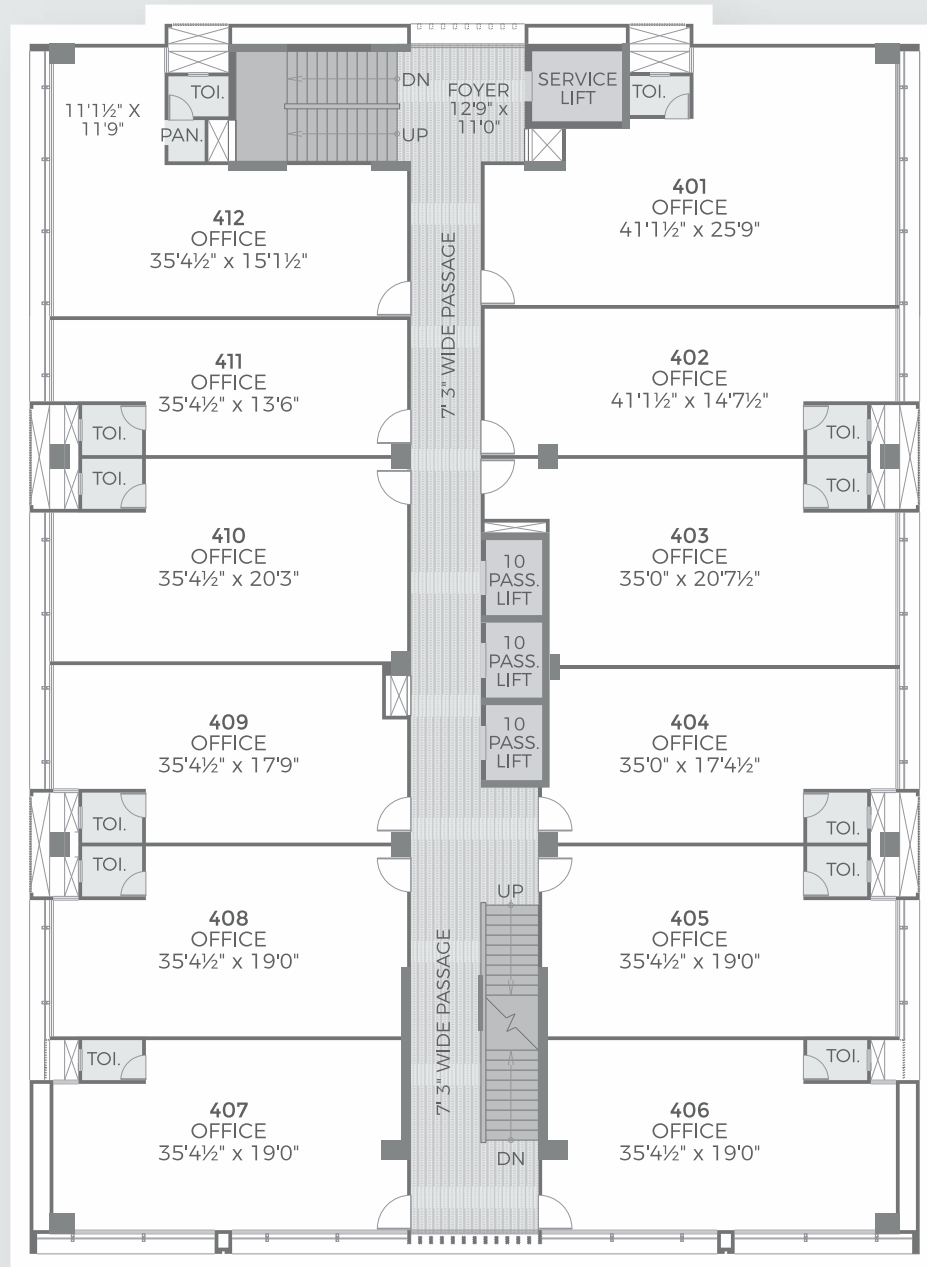 TOI.
PAN.
11'1½" X
11'9"
DN
UP
FOYER
12'9" x
11'0"
SERVICE
LIFT
TOI.
412
OFFICE
35'4½" x 15'1½"
401
OFFICE
41'1½" x 25'9"
7' 3" WIDE PASSAGE
411
OFFICE
35'4½" x 13'6"
402
OFFICE
41'1½" x 14'7½"
TOI.
TOI.
TOI.
TOI.
410
OFFICE
35'4½" x 20'3"
403
OFFICE
35'0" x 20'7½"
10
PASS.
LIFT
10
PASS.
LIFT
10
PASS.
LIFT
409
OFFICE
35'4½" x 17'9"
404
OFFICE
35'0" x 17'4½"
TOI.
TOI.
TOI.
TOI.
UP
408
OFFICE
35'4½" x 19'0"
405
OFFICE
35'4½" x 19'0"
7' 3" WIDE PASSAGE
TOI.
TOI.
407
OFFICE
35'4½" x 19'0"
406
OFFICE
35'4½" x 19'0"
DN